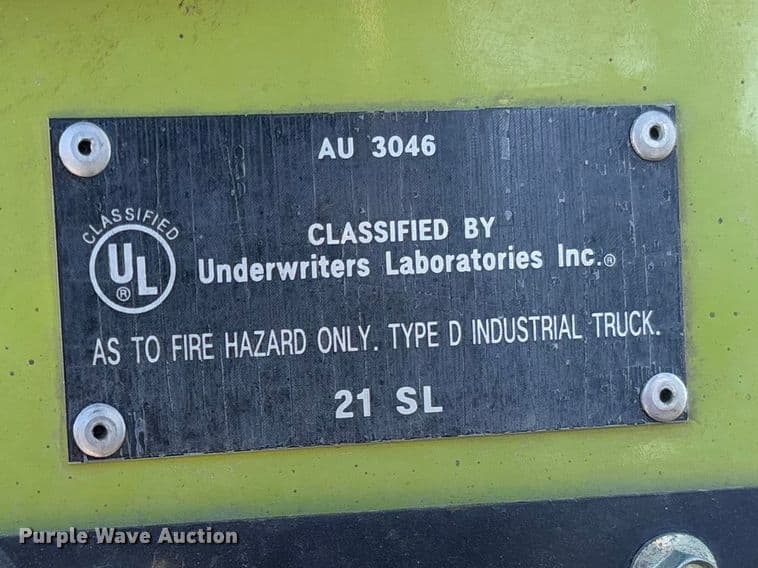 AU 3046
CLASSIFIED
UL®
CLASSIFIED BY
Underwriters Laboratories Inc.®
AS TO FIRE HAZARD ONLY. TYPE D INDUSTRIAL TRUCK.
21 SL
Purple Wave Auction